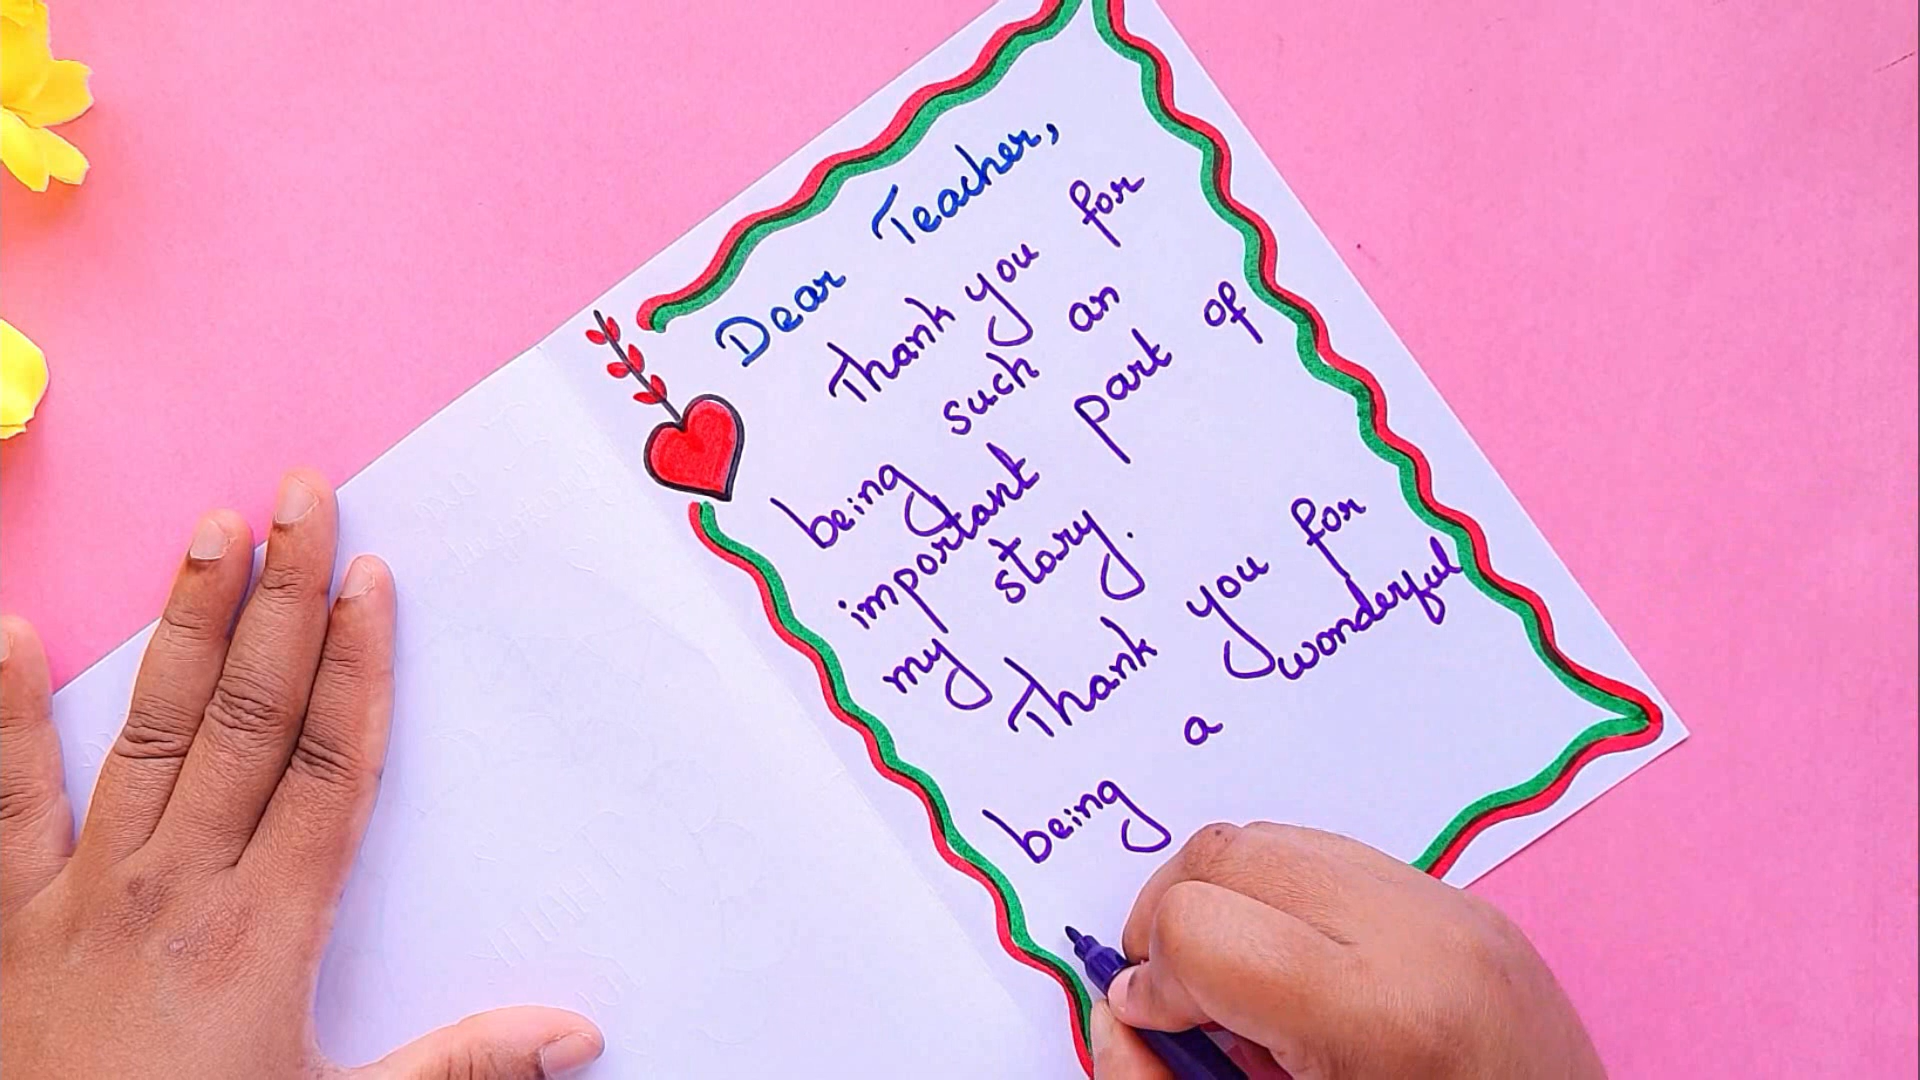 Dear Teacher,
Thank you for
being such an
important part of
my story.
Thank you for
being a wonderful